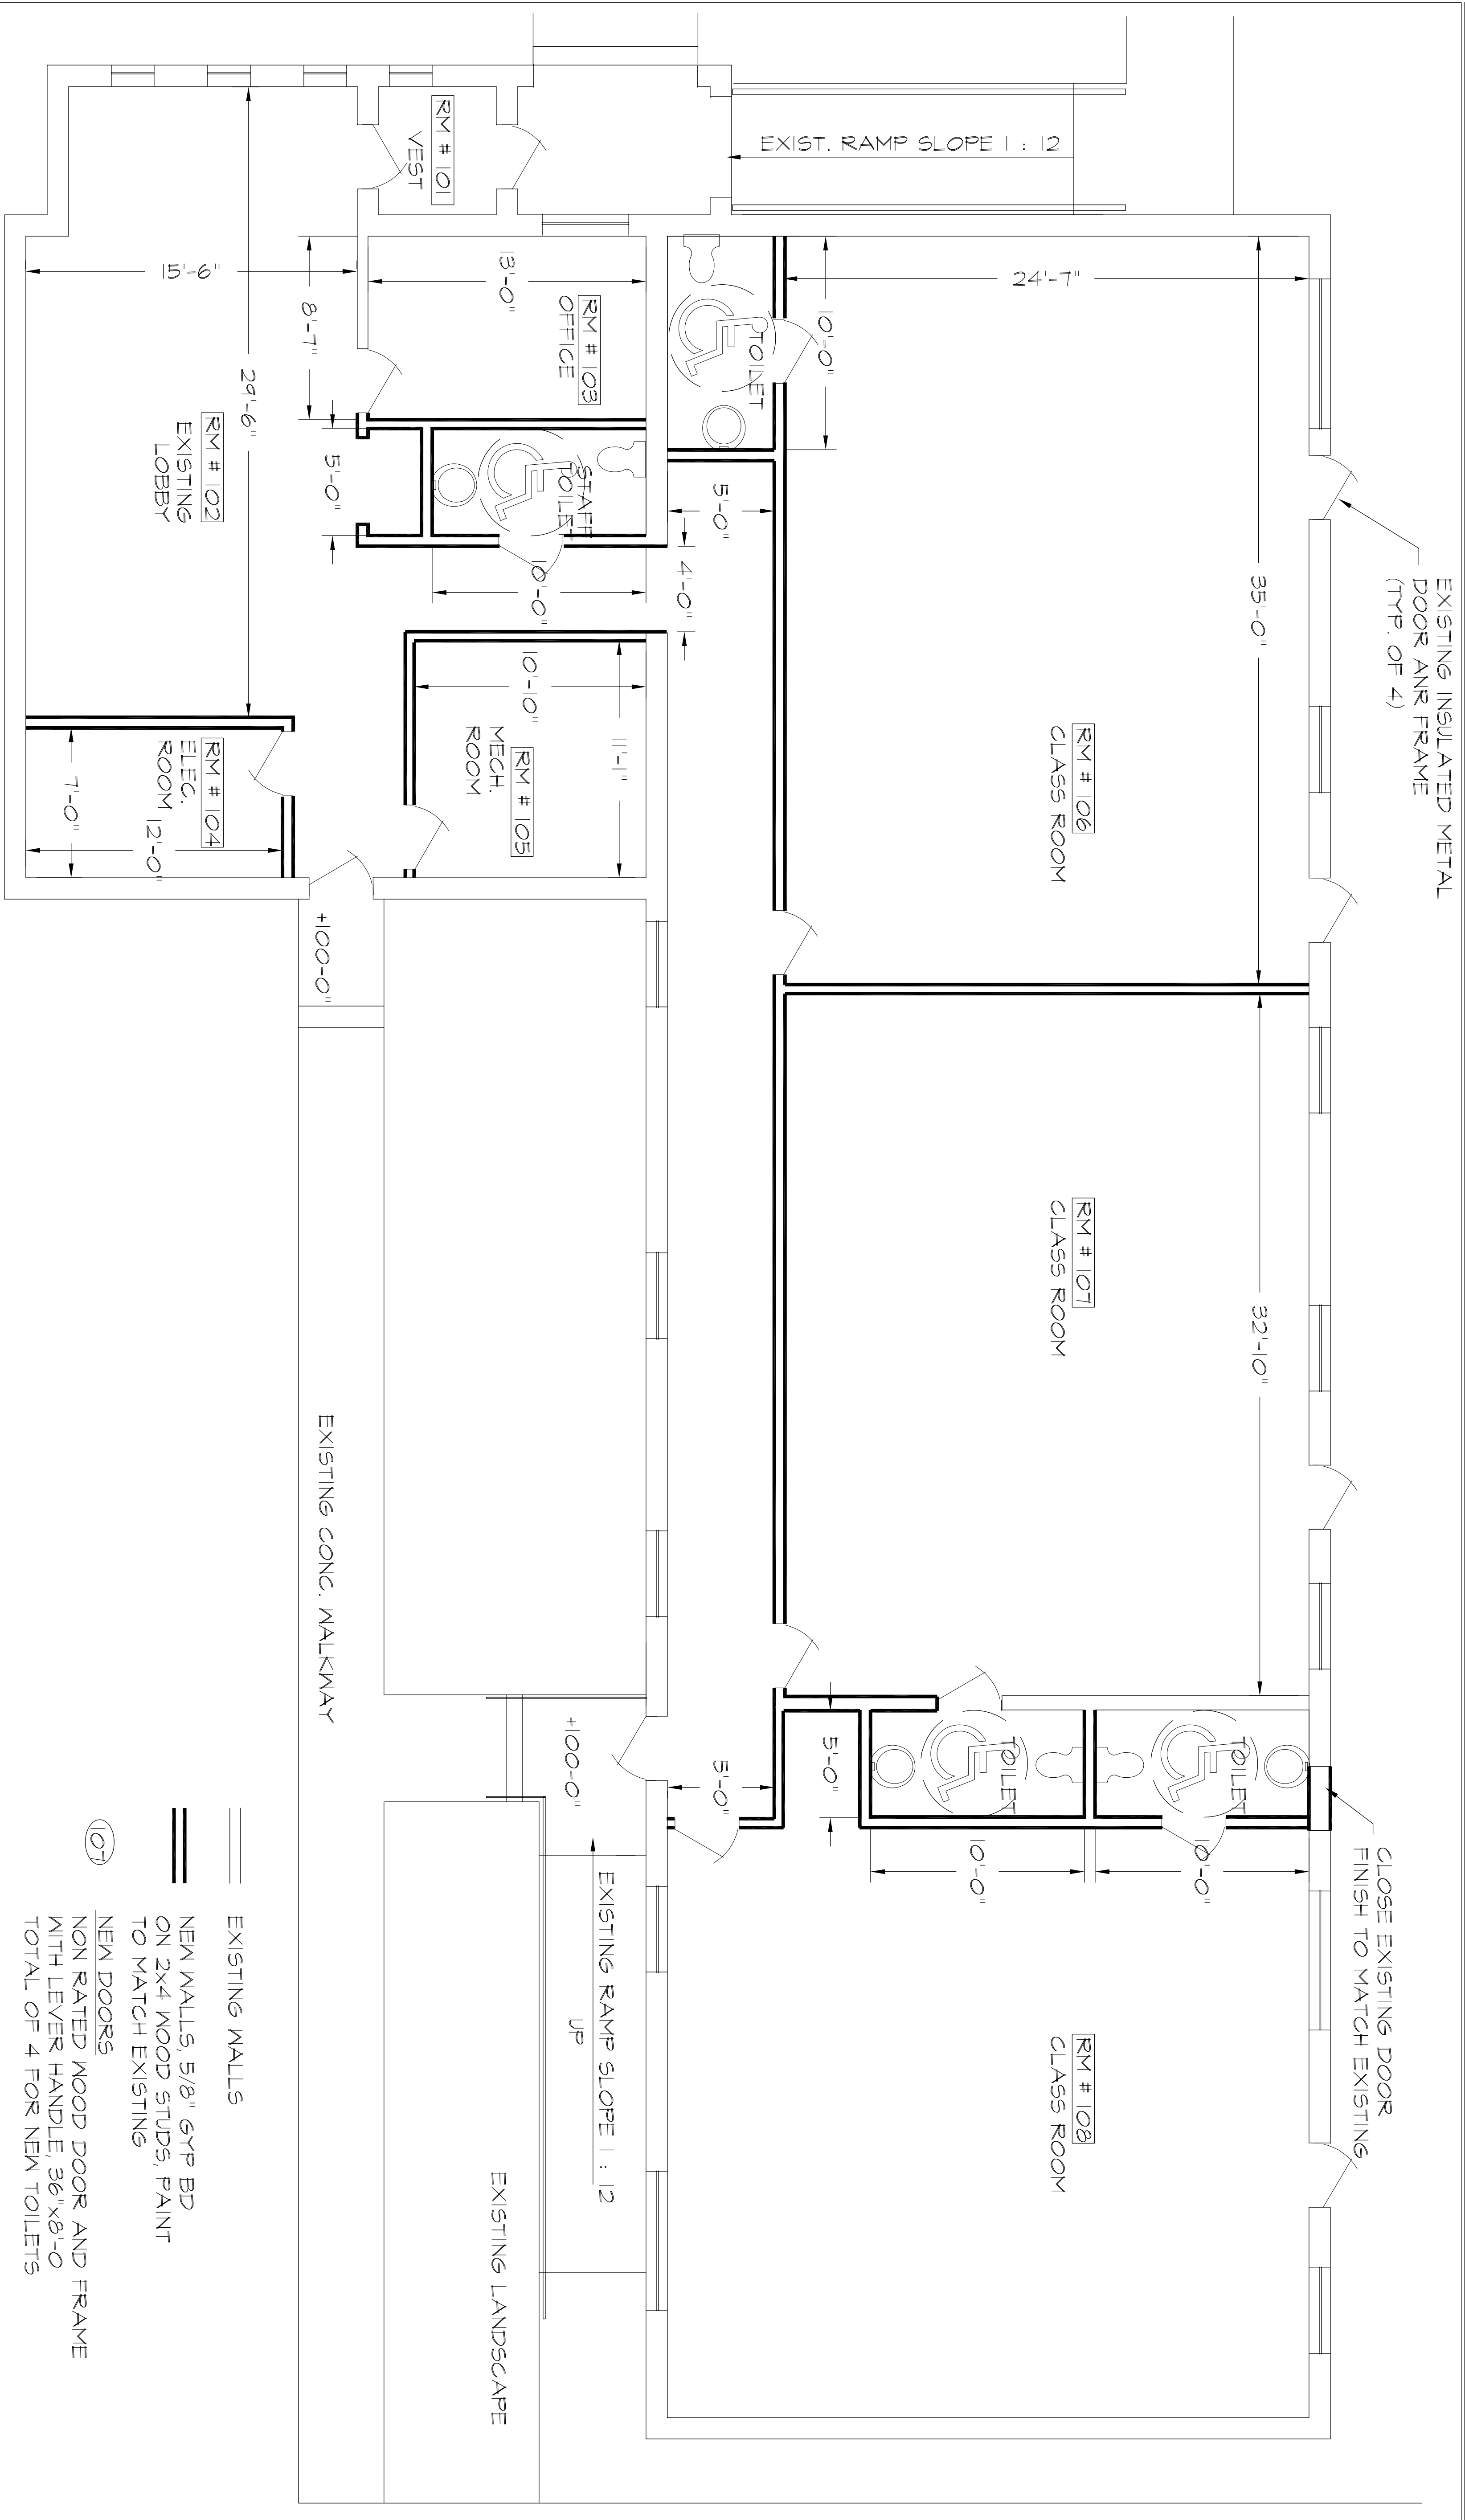 EXIST. RAMP SLOPE 1 : 12
EXISTING INSULATED METAL
DOOR ANR FRAME
(TYP. OF 4)
CLOSE EXISTING DOOR
FINISH TO MATCH EXISTING
24'-7"
35'-0"
32'-10"
RM # 106
CLASS ROOM
RM # 107
CLASS ROOM
RM # 108
CLASS ROOM
10'-0"
TOILET
TOILET
TOILET
10'-0"
10'-0"
5'-0"
5'-0"
5'-0"
4'-0"
RM # 101
VEST
13'-0"
RM # 103
OFFICE
STAFF
TOILET
10'-0"
11'-1"
10'-10"
RM # 105
MECH.
ROOM
8'-7"
5'-0"
15'-6"
29'-6"
RM # 102
EXISTING
LOBBY
RM # 104
ELEC.
ROOM
12'-0"
7'-0"
+100-0"
+100-0"
EXISTING RAMP SLOPE 1 : 12
UP
EXISTING LANDSCAPE
EXISTING CONC. WALKWAY
EXISTING WALLS
NEW WALLS, 5/8" GYP BD
ON 2x4 WOOD STUDS, PAINT
TO MATCH EXISTING
107
NEW DOORS
NON RATED WOOD DOOR AND FRAME
WITH LEVER HANDLE, 36"x8'-0
TOTAL OF 4 FOR NEW TOILETS